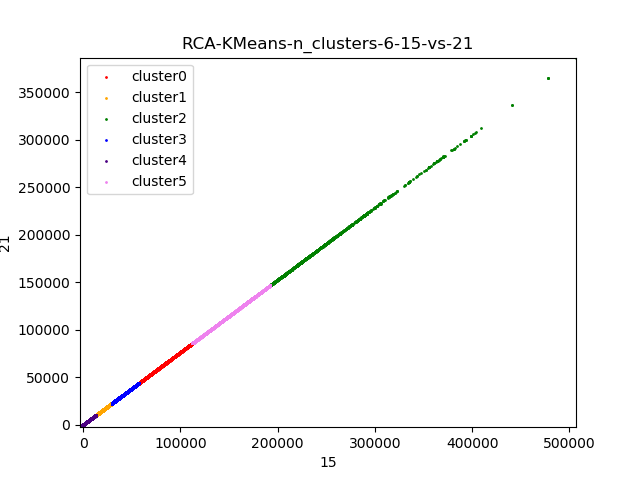 RCA-KMeans-n_clusters-6-15-vs-21
350000
300000
250000
200000
150000
100000
50000
0
21
cluster0
cluster1
cluster2
cluster3
cluster4
cluster5
0 100000 200000 300000 400000 500000
15